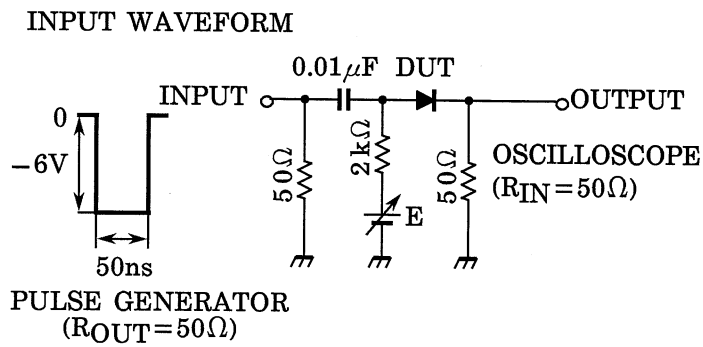 INPUT WAVEFORM
0.01μF DUT
INPUT
OUTPUT
0
−6V
50Ω
2kΩ
50Ω
OSCILLOSCOPE
(RIN=50Ω)
E
50ns
PULSE GENERATOR
(ROUT=50Ω)